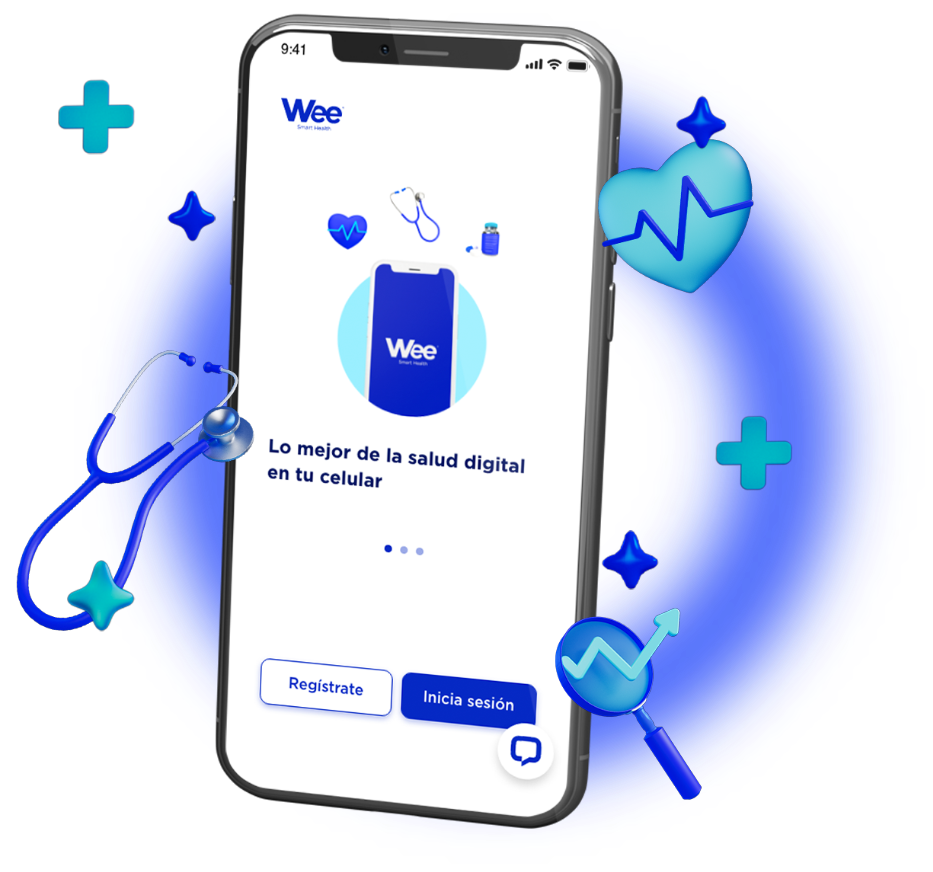 9:41
Wee
Smart Health
Wee
Smart Health
Lo mejor de la salud digital
en tu celular
Regístrate
Inicia sesión